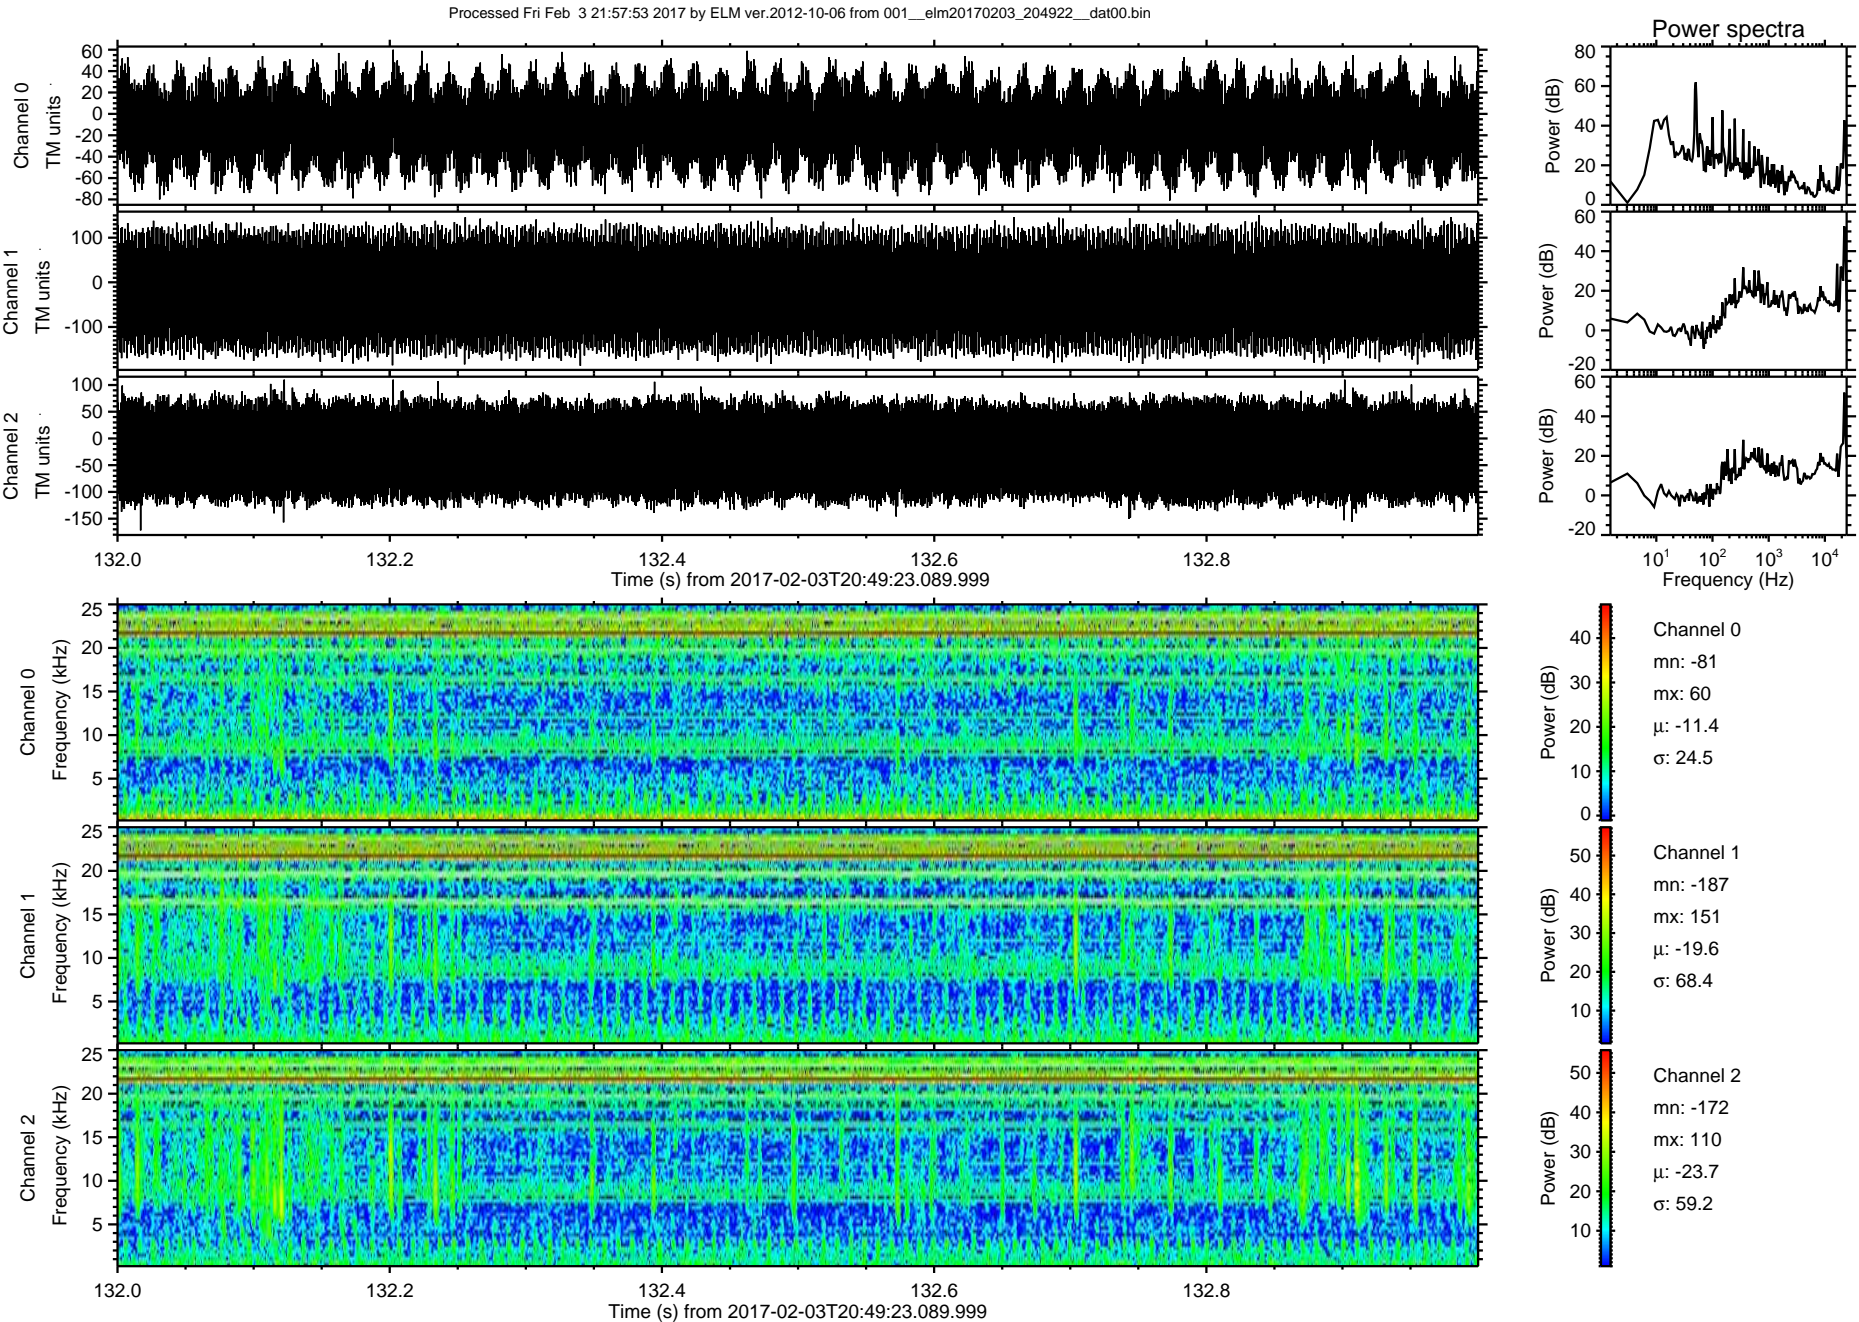 Processed Fri Feb  3 21:57:53 2017 by ELM ver.2012-10-06 from 001__elm20170203_204922__dat00.bin
Power spectra
Channel 0
TM units
60
40
20
0
-20
-40
-60
-80
Power (dB)
80
60
40
20
0
Channel 1
TM units
100
0
-100
Power (dB)
60
40
20
0
-20
Channel 2
TM units
100
50
0
-50
-100
-150
Power (dB)
60
40
20
0
-20
132.0 132.2 132.4 132.6 132.8
Time (s) from 2017-02-03T20:49:23.089.999
10^1 10^2 10^3 10^4
Frequency (Hz)
Channel 0
Frequency (kHz)
25
20
15
10
5
Power (dB)
40
30
20
10
0
Channel 0
mn: -81
mx: 60
μ: -11.4
σ: 24.5
Channel 1
Frequency (kHz)
25
20
15
10
5
Power (dB)
50
40
30
20
10
Channel 1
mn: -187
mx: 151
μ: -19.6
σ: 68.4
Channel 2
Frequency (kHz)
25
20
15
10
5
Power (dB)
50
40
30
20
10
Channel 2
mn: -172
mx: 110
μ: -23.7
σ: 59.2
132.0 132.2 132.4 132.6 132.8
Time (s) from 2017-02-03T20:49:23.089.999